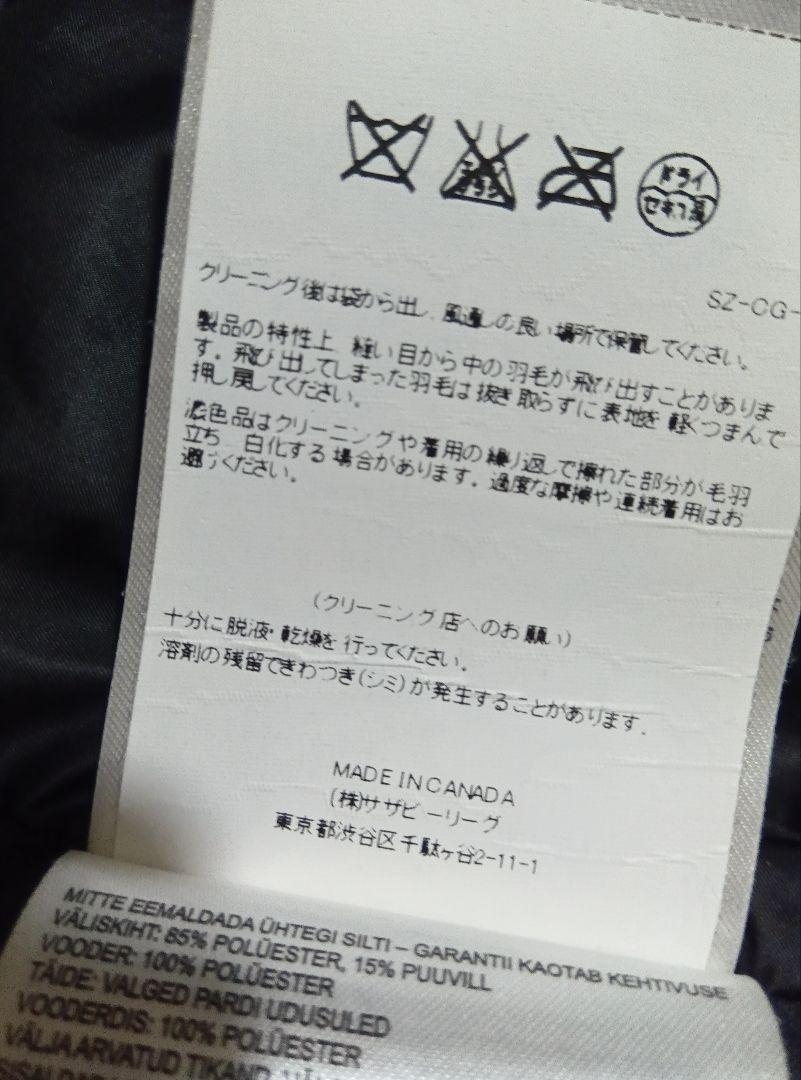 ドライ
セキユ系
SZ-CG-
クリーニング後は袋から出し、風通しの良い場所で保管してください。
製品の特性上、縫い目から中の羽毛が飛び出すことがありま
す。飛び出してしまった羽毛は抜き取らずに表地を軽くつまんで
押し戻してください。
濃色品はクリーニングや着用の繰り返しで擦れた部分が毛羽
立ち、白化する場合があります。過度な摩擦や連続着用はお
避けください。
(クリーニング店へのお願い)
十分に脱液・乾燥を行ってください。
溶剤の残留できわつき(シミ)が発生することがあります。
MADE IN CANADA
(株)サザビーリーグ
東京都渋谷区千駄ヶ谷2-11-1
MITTE EEMALDADA ÜHTEGI SILTI – GARANTII KAOTAB KEHTIVUSE
VÄLISKIHT: 85% POLÜESTER, 15% PUUVILL
VOODER: 100% POLÜESTER
TÄIDE: VALGED PARDI UDUSULED
VOODERDIS: 100% POLÜESTER
VÄLJAARVATUD TIKAND